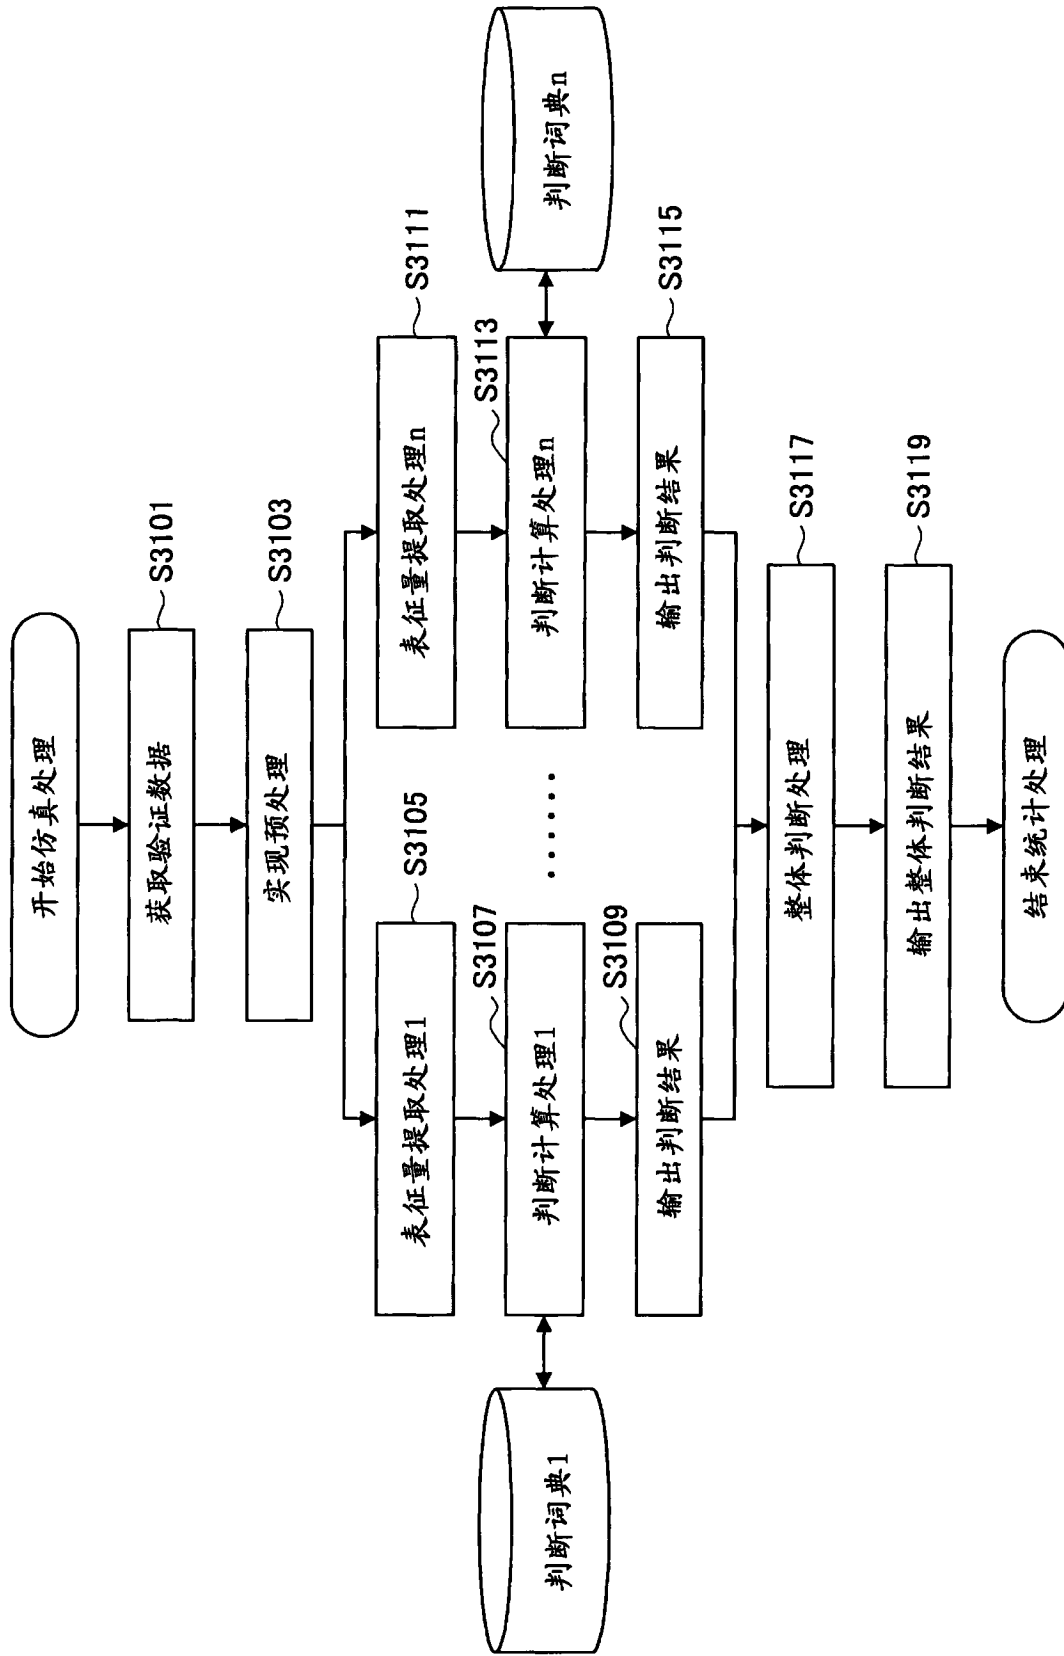 开始仿真处理
获取验证数据
S3101
实现预处理
S3103
表征量提取处理1
S3105
表征量提取处理n
S3111
判断词典1
判断计算处理1
S3107
······
判断计算处理n
S3113
判断词典n
输出判断结果
S3109
输出判断结果
S3115
整体判断处理
S3117
输出整体判断结果
S3119
结束统计处理